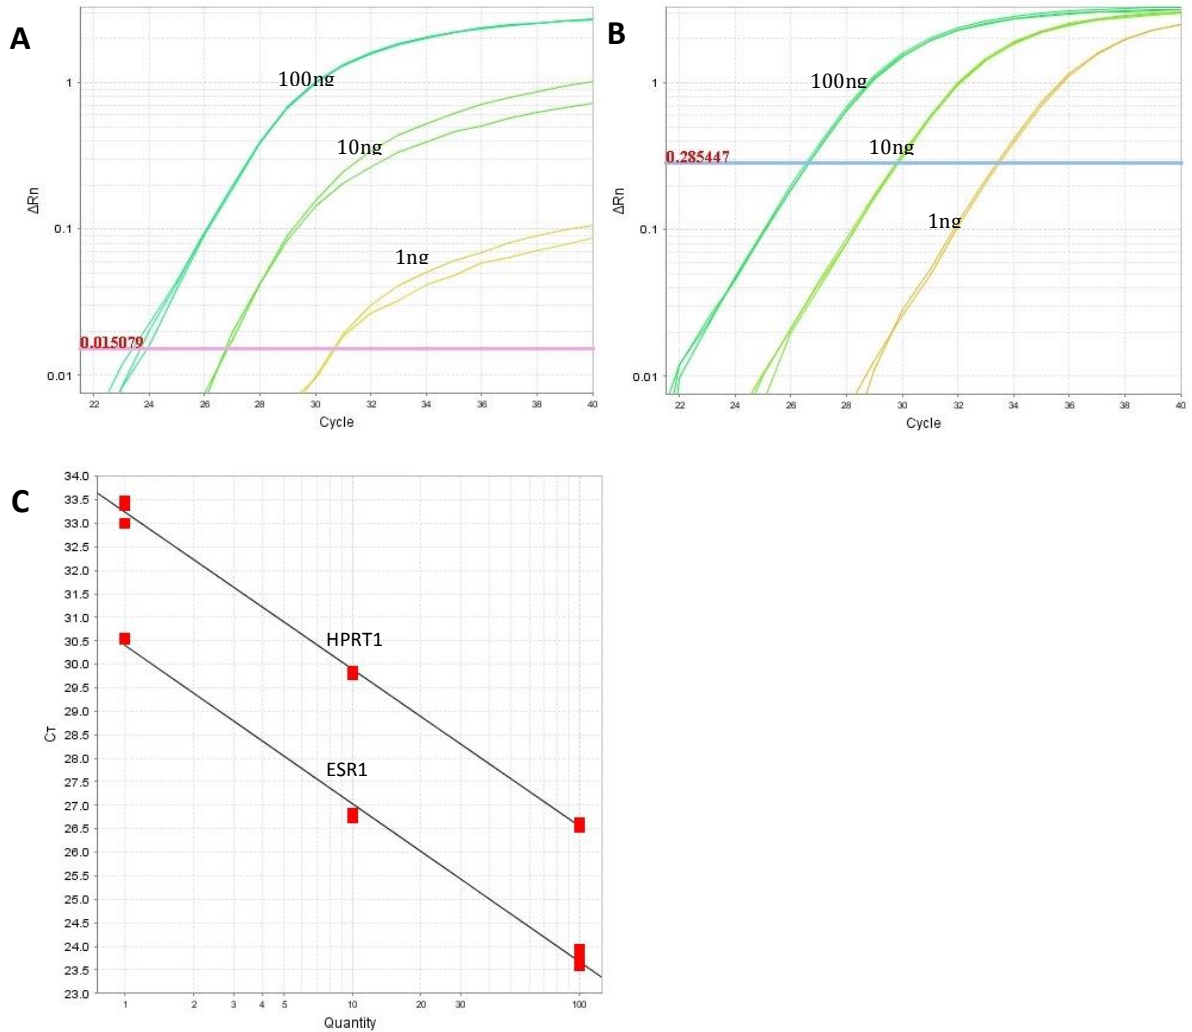 A
1
0.1
0.01
ΔRn
100ng
10ng
1ng
0.015079
22 24 26 28 30 32 34 36 38 40
Cycle
B
1
0.1
0.01
ΔRn
100ng
10ng
1ng
0.285447
22 24 26 28 30 32 34 36 38 40
Cycle
C
34.0
33.5
33.0
32.5
32.0
31.5
31.0
30.5
30.0
29.5
29.0
28.5
28.0
27.5
27.0
26.5
26.0
25.5
25.0
24.5
24.0
23.5
23.0
Cт
HPRT1
ESR1
1 2 3 4 5 10 20 30 100
Quantity